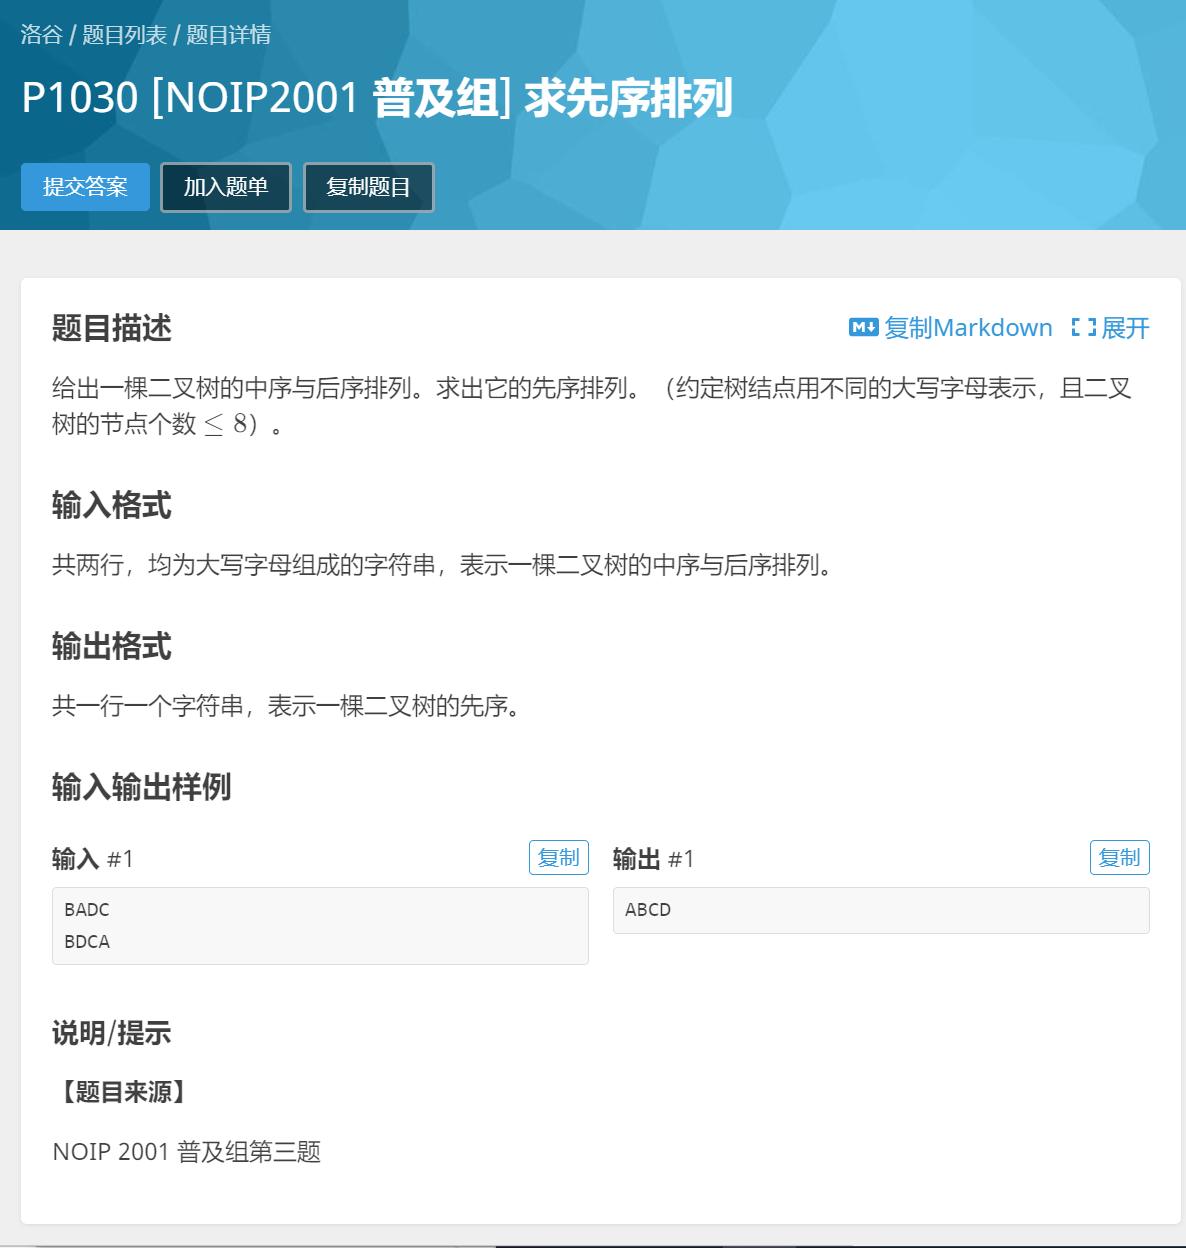 洛谷 / 题目列表 / 题目详情
P1030 [NOIP2001 普及组] 求先序排列
提交答案 加入题单 复制题目
题目描述 复制Markdown 展开
给出一棵二叉树的中序与后序排列。求出它的先序排列。（约定树结点用不同的大写字母表示，且二叉
树的节点个数 ≤ 8）。
输入格式
共两行，均为大写字母组成的字符串，表示一棵二叉树的中序与后序排列。
输出格式
共一行一个字符串，表示一棵二叉树的先序。
输入输出样例
输入 #1 复制 输出 #1 复制
BADC ABCD
BDCA
说明/提示
【题目来源】
NOIP 2001 普及组第三题